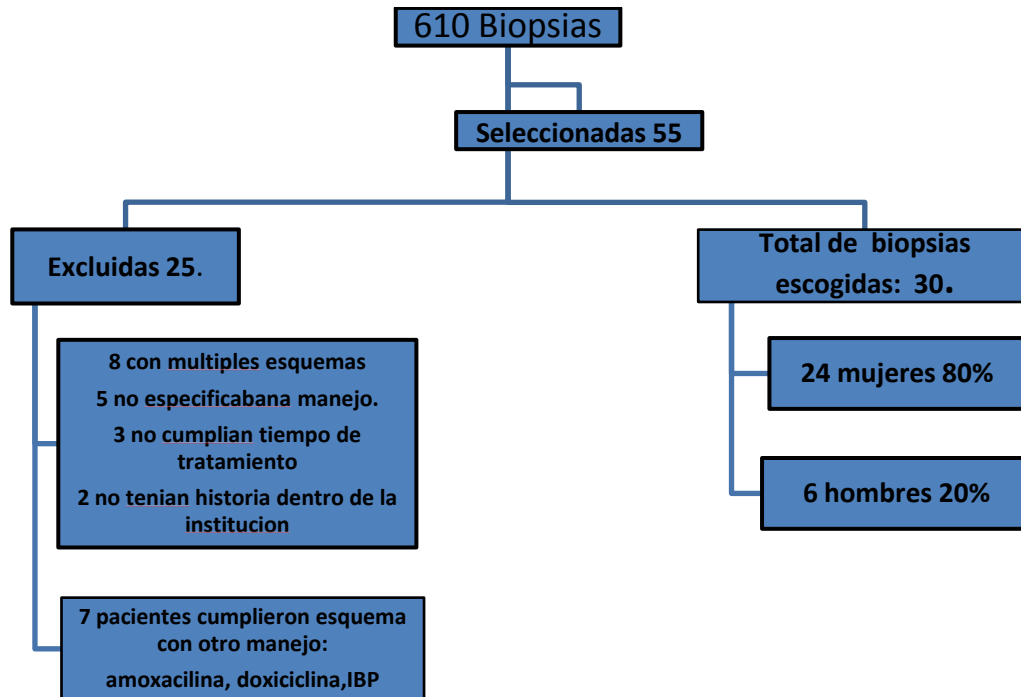 610 Biopsias
Seleccionadas 55
Excluidas 25.
8 con multiples esquemas
5 no especificabana manejo.
3 no cumplian tiempo de
tratamiento
2 no tenian historia dentro de la
institucion
7 pacientes cumplieron esquema
con otro manejo:
amoxacilina, doxiciclina,IBP
Total de biopsias
escogidas: 30.
24 mujeres 80%
6 hombres 20%